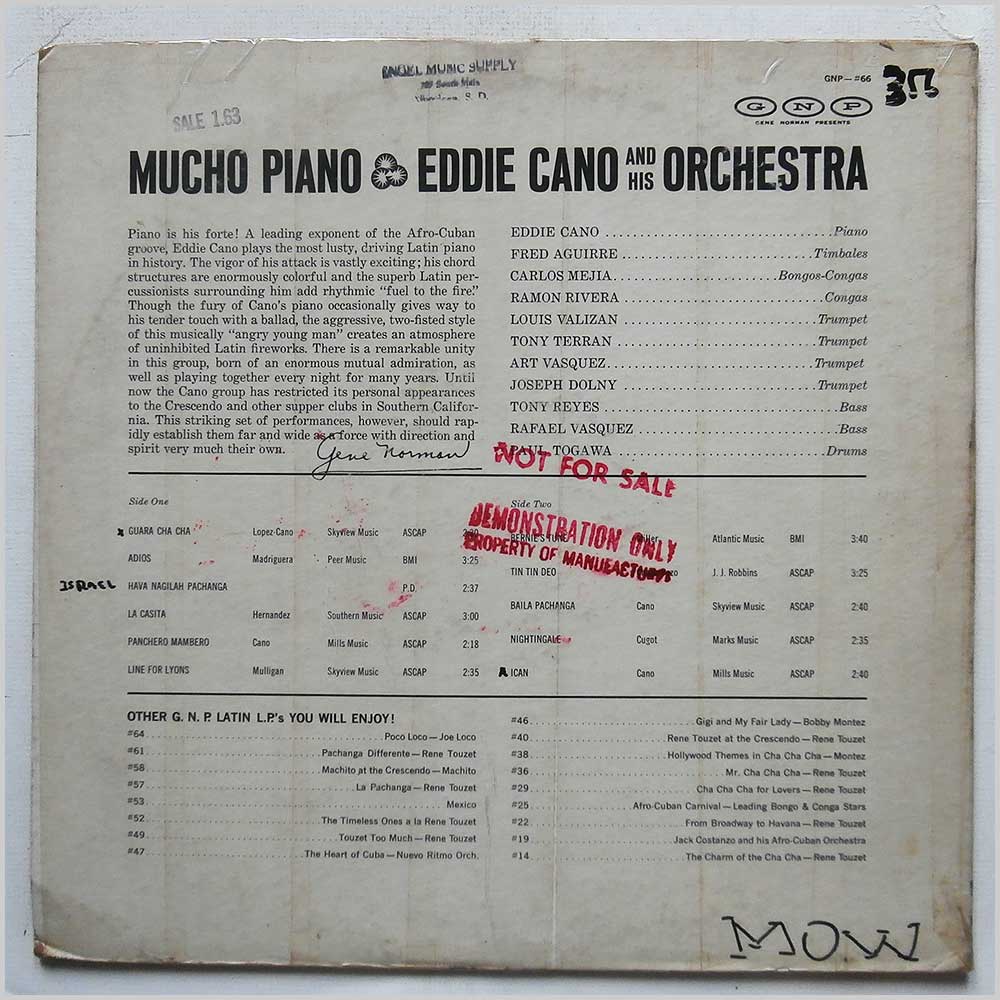 ENGEL MUSIC SUPPLY
South Main
S. D.
SALE 1.63
GNP—#66
GNP
GENE NORMAN PRESENTS
MUCHO PIANO EDDIE CANO AND HIS ORCHESTRA
Piano is his forte! A leading exponent of the Afro-Cuban
groove, Eddie Cano plays the most lusty, driving Latin piano
in history. The vigor of his attack is vastly exciting; his chord
structures are enormously colorful and the superb Latin per-
cussionists surrounding him add rhythmic "fuel to the fire."
Though the fury of Cano's piano occasionally gives way to
his tender touch with a ballad, the aggressive, two-fisted style
of this musically "angry young man" creates an atmosphere
of uninhibited Latin fireworks. There is a remarkable unity
in this group, born of an enormous mutual admiration, as
well as playing together every night for many years. Until
now the Cano group has restricted its personal appearances
to the Crescendo and other supper clubs in Southern Califor-
nia. This striking set of performances, however, should rap-
idly establish them far and wide as a force with direction and
spirit very much their own.
Gene Norman
EDDIE CANO Piano
FRED AGUIRRE Timbales
CARLOS MEJIA Bongos-Congas
RAMON RIVERA Congas
LOUIS VALIZAN Trumpet
TONY TERRAN Trumpet
ART VASQUEZ Trumpet
JOSEPH DOLNY Trumpet
TONY REYES Bass
RAFAEL VASQUEZ Bass
PAUL TOGAWA Drums
NOT FOR SALE
DEMONSTRATION ONLY
PROPERTY OF MANUFACTURER
Side One
GUARA CHA CHA Lopez-Cano Skyview Music ASCAP
ADIOS Madriguera Peer Music BMI 3:25
ISRAEL HAVA NAGILAH PACHANGA P.D. 2:37
LA CASITA Hernandez Southern Music ASCAP 3:00
PANCHERO MAMBERO Cano Mills Music ASCAP 2:18
LINE FOR LYONS Mulligan Skyview Music ASCAP 2:35
Side Two
BERNIE'S TUNE Miller Atlantic Music BMI 3:40
TIN TIN DEO J. J. Robbins ASCAP 3:25
BAILA PACHANGA Cano Skyview Music ASCAP 2:40
NIGHTINGALE Cugot Marks Music ASCAP 2:35
ICAN Cano Mills Music ASCAP 2:40
OTHER G. N. P. LATIN L.P.'s YOU WILL ENJOY!
#64 Poco Loco—Joe Loco
#61 Pachanga Differente—Rene Touzet
#58 Machito at the Crescendo—Machito
#57 La Pachanga—Rene Touzet
#53 Mexico
#52 The Timeless Ones a la Rene Touzet
#49 Touzet Too Much—Rene Touzet
#47 The Heart of Cuba—Nuevo Ritmo Orch.
#46 Gigi and My Fair Lady—Bobby Montez
#40 Rene Touzet at the Crescendo—Rene Touzet
#38 Hollywood Themes in Cha Cha Cha—Montez
#36 Mr. Cha Cha Cha—Rene Touzet
#29 Cha Cha Cha for Lovers—Rene Touzet
#25 Afro-Cuban Carnival—Leading Bongo & Conga Stars
#22 From Broadway to Havana—Rene Touzet
#19 Jack Costanzo and his Afro-Cuban Orchestra
#14 The Charm of the Cha Cha—Rene Touzet
MOW